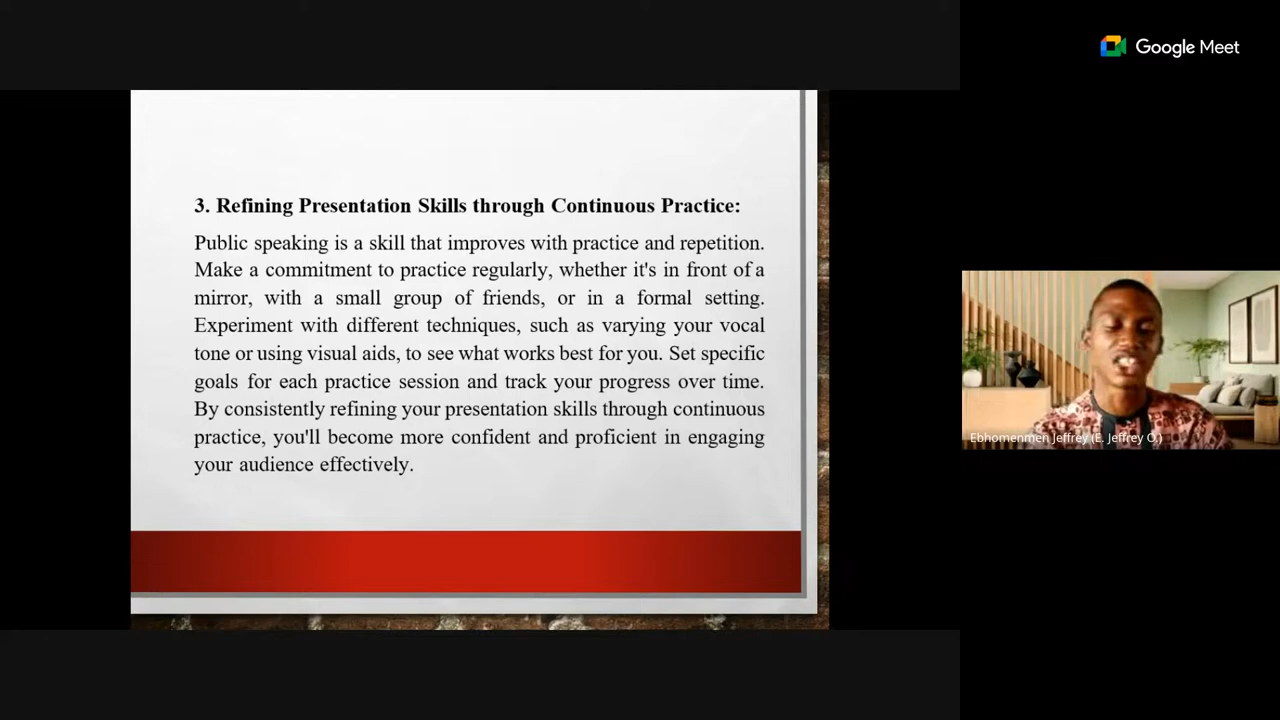 Google Meet
3. Refining Presentation Skills through Continuous Practice:
Public speaking is a skill that improves with practice and repetition.
Make a commitment to practice regularly, whether it's in front of a
mirror, with a small group of friends, or in a formal setting.
Experiment with different techniques, such as varying your vocal
tone or using visual aids, to see what works best for you. Set specific
goals for each practice session and track your progress over time.
By consistently refining your presentation skills through continuous
practice, you'll become more confident and proficient in engaging
your audience effectively.
Ebhomenmen Jeffrey (E. Jeffrey O.)